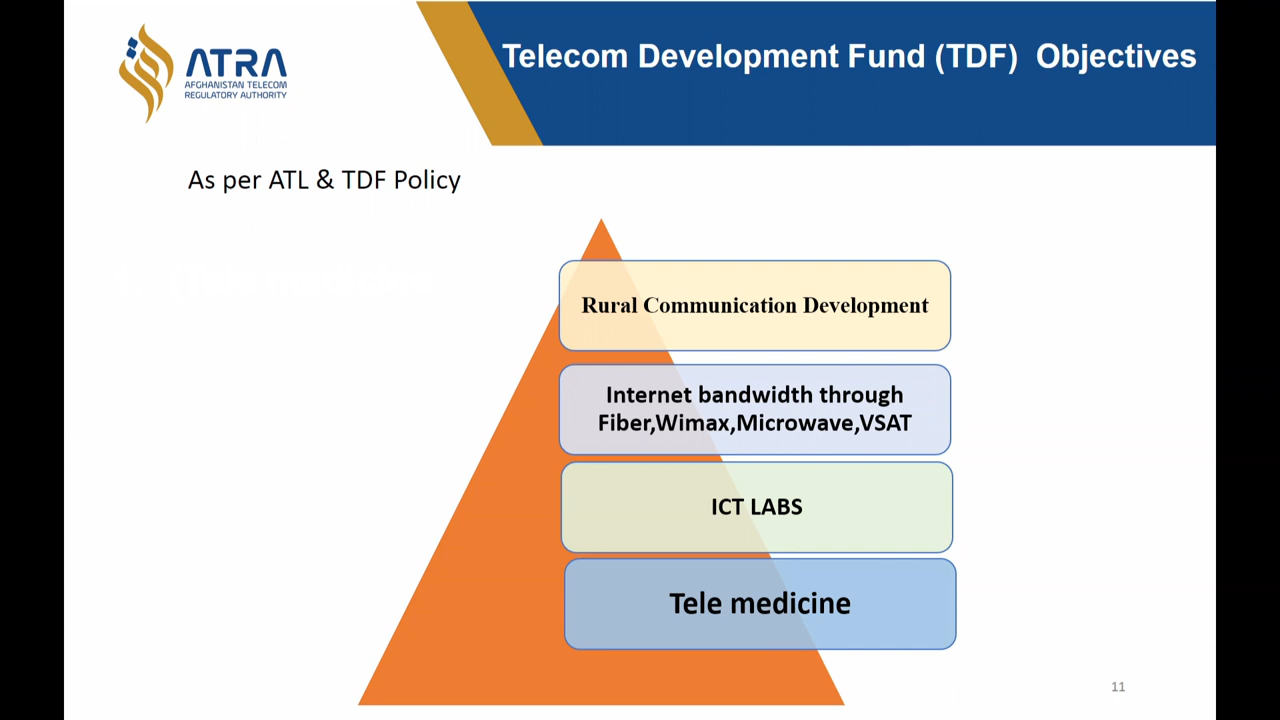 ATRA
AFGHANISTAN TELECOM
REGULATORY AUTHORITY
Telecom Development Fund (TDF) Objectives
As per ATL & TDF Policy
Rural Communication Development
Internet bandwidth through
Fiber,Wimax,Microwave,VSAT
ICT LABS
Tele medicine
11